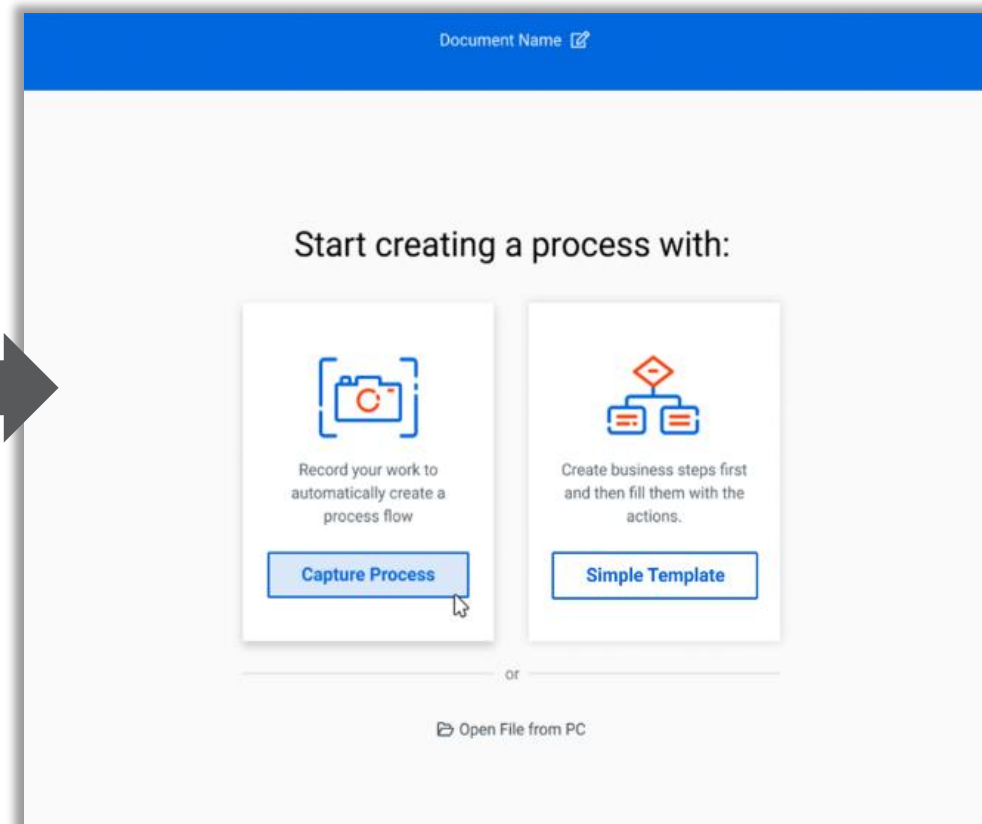 Document Name
Start creating a process with:
Record your work to
automatically create a
process flow
Capture Process
Create business steps first
and then fill them with the
actions.
Simple Template
or
Open File from PC